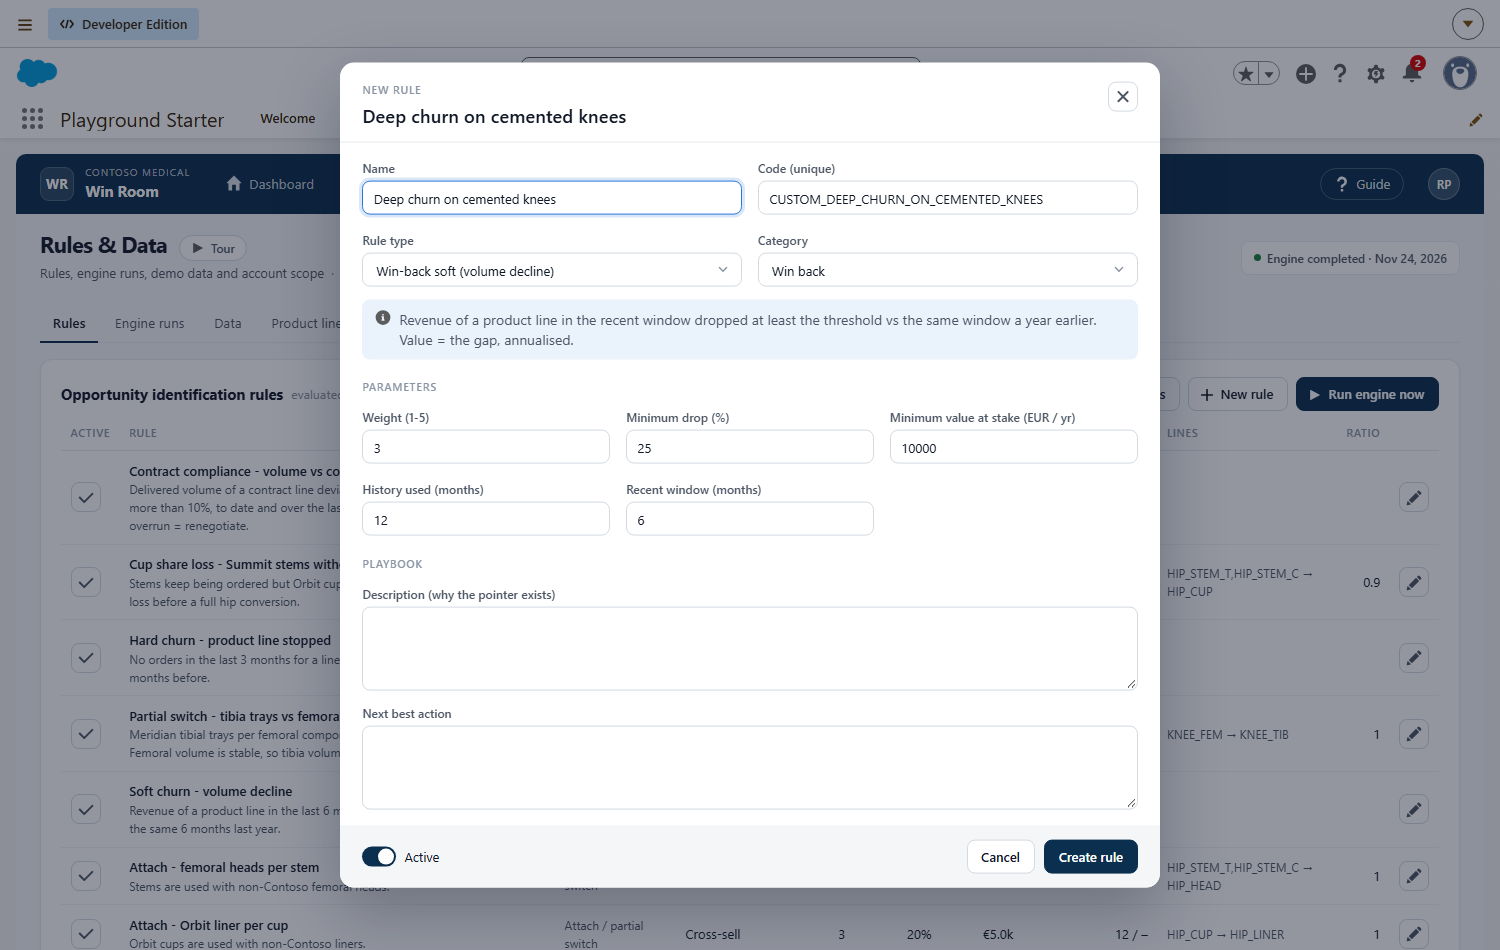 Developer Edition
2
Playground Starter
Welcome
WR
CONTOSO MEDICAL
Win Room
Dashboard
Guide
RP
Rules & Data
Tour
Rules, engine runs, demo data and account scope ·
Engine completed · Nov 24, 2026
Rules
Engine runs
Data
Product line
Opportunity identification rules
evaluated
s
New rule
Run engine now
ACTIVE
RULE
LINES
RATIO
Contract compliance - volume vs co
Delivered volume of a contract line devi
more than 10%, to date and over the las
overrun = renegotiate.
Cup share loss - Summit stems with
Stems keep being ordered but Orbit cup
loss before a full hip conversion.
HIP_STEM_T,HIP_STEM_C →
HIP_CUP
0.9
Hard churn - product line stopped
No orders in the last 3 months for a line
months before.
Partial switch - tibia trays vs femora
Meridian tibial trays per femoral compo
Femoral volume is stable, so tibia volum
KNEE_FEM → KNEE_TIB
1
Soft churn - volume decline
Revenue of a product line in the last 6 m
the same 6 months last year.
Attach - femoral heads per stem
Stems are used with non-Contoso femoral heads.
switch
HIP_STEM_T,HIP_STEM_C →
HIP_HEAD
1
Attach - Orbit liner per cup
Orbit cups are used with non-Contoso liners.
Attach / partial
switch
Cross-sell
3
20%
€5.0k
12 / –
HIP_CUP → HIP_LINER
1
NEW RULE
Deep churn on cemented knees
Name
Code (unique)
Deep churn on cemented knees
CUSTOM_DEEP_CHURN_ON_CEMENTED_KNEES
Rule type
Category
Win-back soft (volume decline)
Win back
Revenue of a product line in the recent window dropped at least the threshold vs the same window a year earlier.
Value = the gap, annualised.
PARAMETERS
Weight (1-5)
Minimum drop (%)
Minimum value at stake (EUR / yr)
3
25
10000
History used (months)
Recent window (months)
12
6
PLAYBOOK
Description (why the pointer exists)
Next best action
Active
Cancel
Create rule